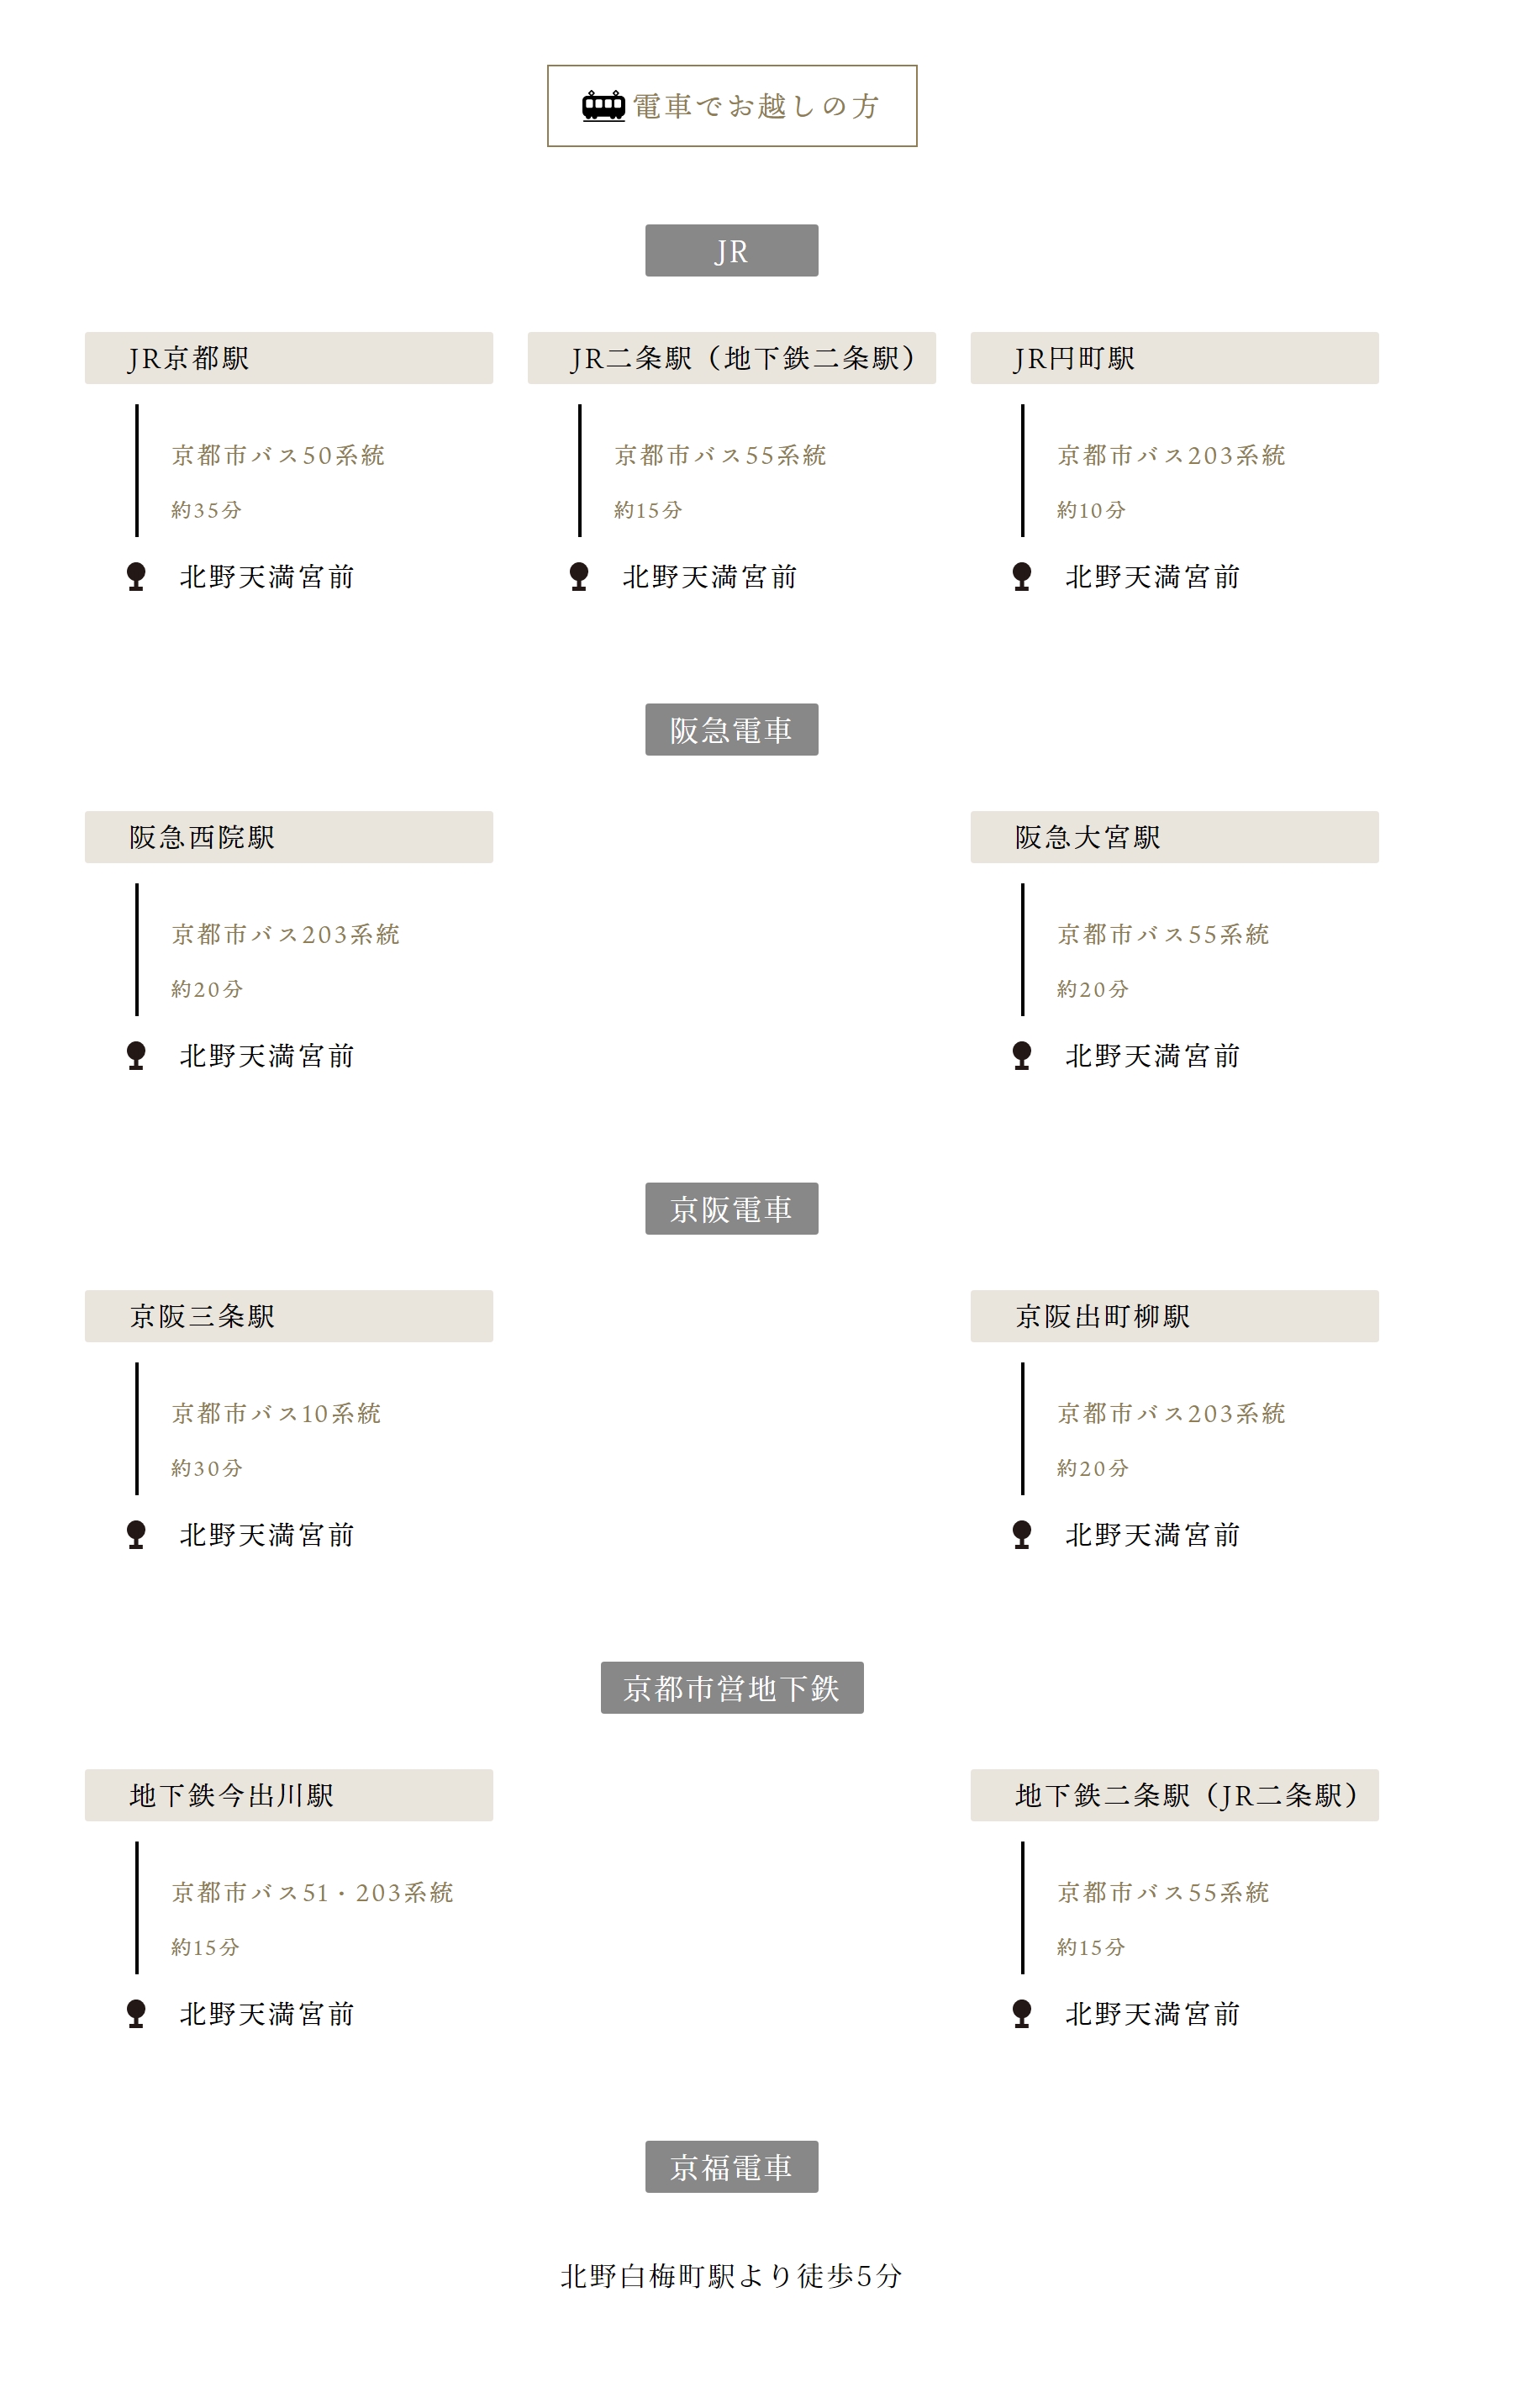 電車でお越しの方
JR
JR京都駅
京都市バス50系統
約35分
北野天満宮前
JR二条駅（地下鉄二条駅）
京都市バス55系統
約15分
北野天満宮前
JR円町駅
京都市バス203系統
約10分
北野天満宮前
阪急電車
阪急西院駅
京都市バス203系統
約20分
北野天満宮前
阪急大宮駅
京都市バス55系統
約20分
北野天満宮前
京阪電車
京阪三条駅
京都市バス10系統
約30分
北野天満宮前
京阪出町柳駅
京都市バス203系統
約20分
北野天満宮前
京都市営地下鉄
地下鉄今出川駅
京都市バス51・203系統
約15分
北野天満宮前
地下鉄二条駅（JR二条駅）
京都市バス55系統
約15分
北野天満宮前
京福電車
北野白梅町駅より徒歩5分